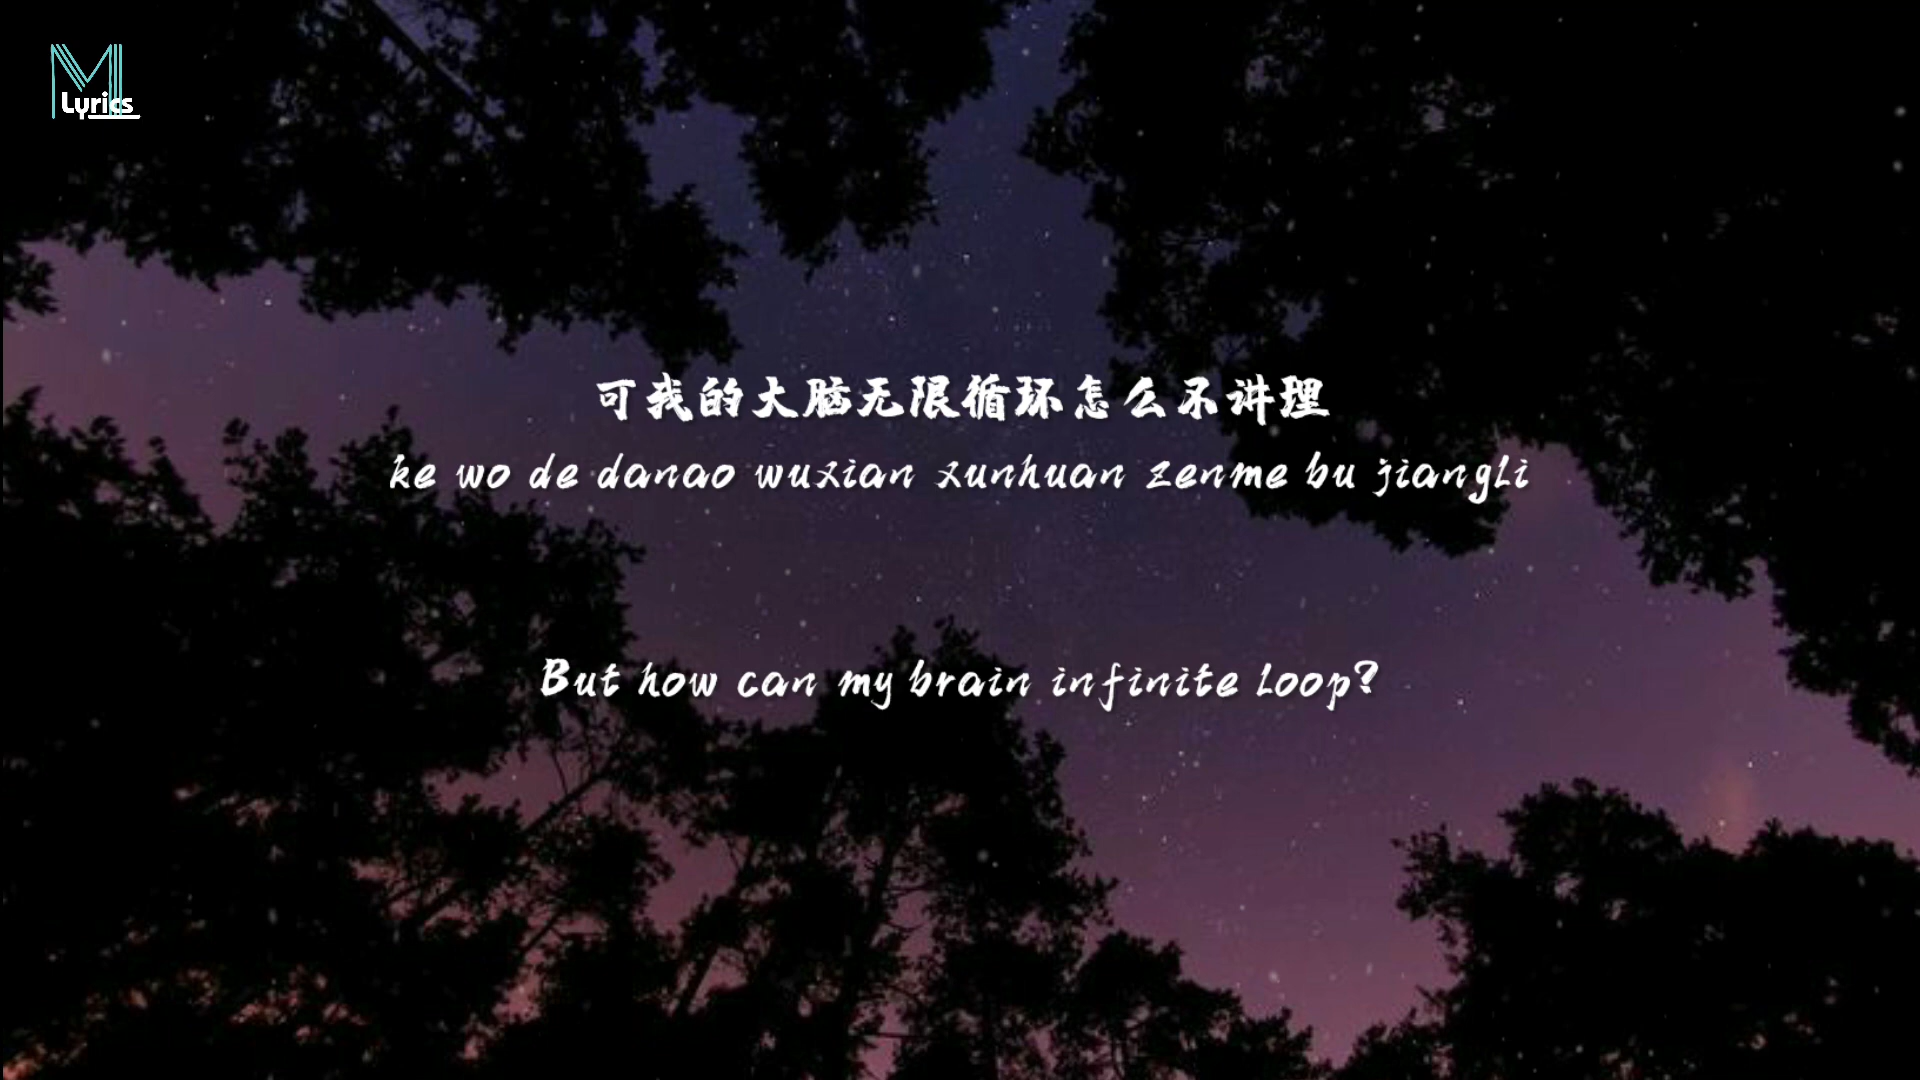 M
Lyrics
可我的大脑无限循环怎么不讲理
ke wo de danao wuxian xunhuan zenme bu jiangli
But how can my brain infinite loop?